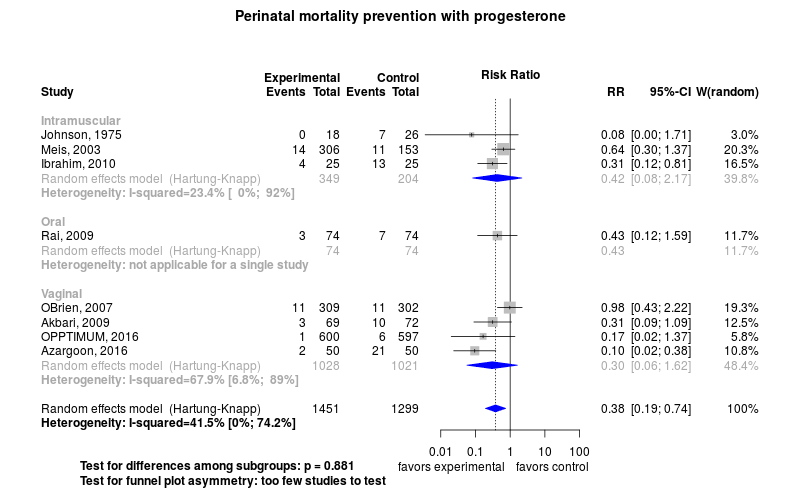 Perinatal mortality prevention with progesterone
Experimental Control Risk Ratio
Study Events Total Events Total RR 95%-CI W(random)
Intramuscular
Johnson, 1975 0 18 7 26 0.08 [0.00; 1.71] 3.0%
Meis, 2003 14 306 11 153 0.64 [0.30; 1.37] 20.3%
Ibrahim, 2010 4 25 13 25 0.31 [0.12; 0.81] 16.5%
Random effects model (Hartung-Knapp) 349 204 0.42 [0.08; 2.17] 39.8%
Heterogeneity: I-squared=23.4% [ 0%; 92%]
Oral
Rai, 2009 3 74 7 74 0.43 [0.12; 1.59] 11.7%
Random effects model (Hartung-Knapp) 74 74 0.43 11.7%
Heterogeneity: not applicable for a single study
Vaginal
OBrien, 2007 11 309 11 302 0.98 [0.43; 2.22] 19.3%
Akbari, 2009 3 69 10 72 0.31 [0.09; 1.09] 12.5%
OPPTIMUM, 2016 1 600 6 597 0.17 [0.02; 1.37] 5.8%
Azargoon, 2016 2 50 21 50 0.10 [0.02; 0.38] 10.8%
Random effects model (Hartung-Knapp) 1028 1021 0.30 [0.06; 1.62] 48.4%
Heterogeneity: I-squared=67.9% [6.8%; 89%]
Random effects model (Hartung-Knapp) 1451 1299 0.38 [0.19; 0.74] 100%
Heterogeneity: I-squared=41.5% [0%; 74.2%]
0.01 0.1 1 10 100
Test for differences among subgroups: p = 0.881 favors experimental favors control
Test for funnel plot asymmetry: too few studies to test